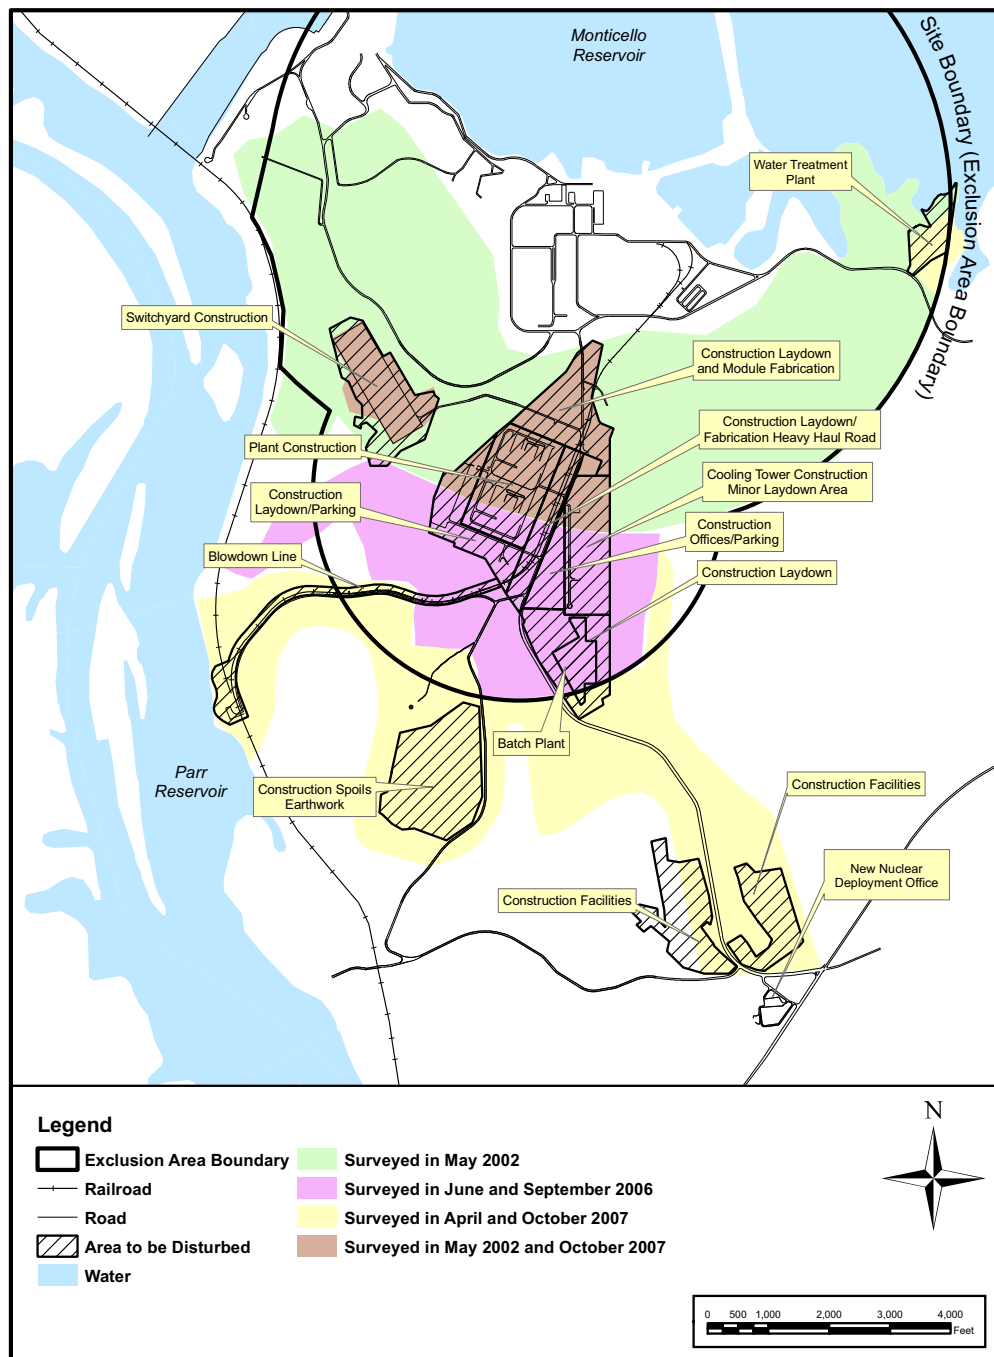 Monticello
Reservoir
Site Boundary (Exclusion Area Boundary)
Water Treatment
Plant
Switchyard Construction
Construction Laydown
and Module Fabrication
Construction Laydown/
Fabrication Heavy Haul Road
Plant Construction
Cooling Tower Construction
Minor Laydown Area
Construction
Laydown/Parking
Construction
Offices/Parking
Blowdown Line
Construction Laydown
Batch Plant
Parr
Reservoir
Construction Spoils
Earthwork
Construction Facilities
New Nuclear
Deployment Office
Construction Facilities
Legend
Exclusion Area Boundary
Railroad
Road
Area to be Disturbed
Water
Surveyed in May 2002
Surveyed in June and September 2006
Surveyed in April and October 2007
Surveyed in May 2002 and October 2007
N
0 500 1,000 2,000 3,000 4,000
Feet